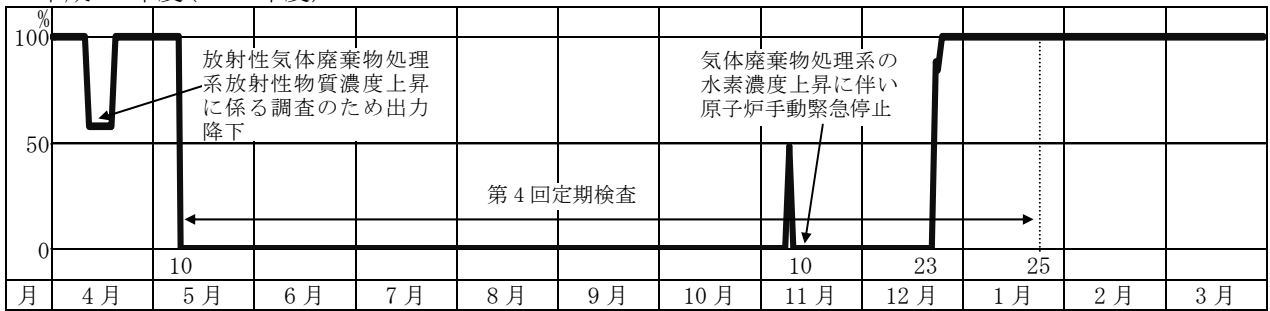 %
100
放射性気体廃棄物処理
系放射性物質濃度上昇
に係る調査のため出力
降下
気体廃棄物処理系の
水素濃度上昇に伴い
原子炉手動緊急停止
50
第4回定期検査
0
10 10 23 25
月 4月 5月 6月 7月 8月 9月 10月 11月 12月 1月 2月 3月